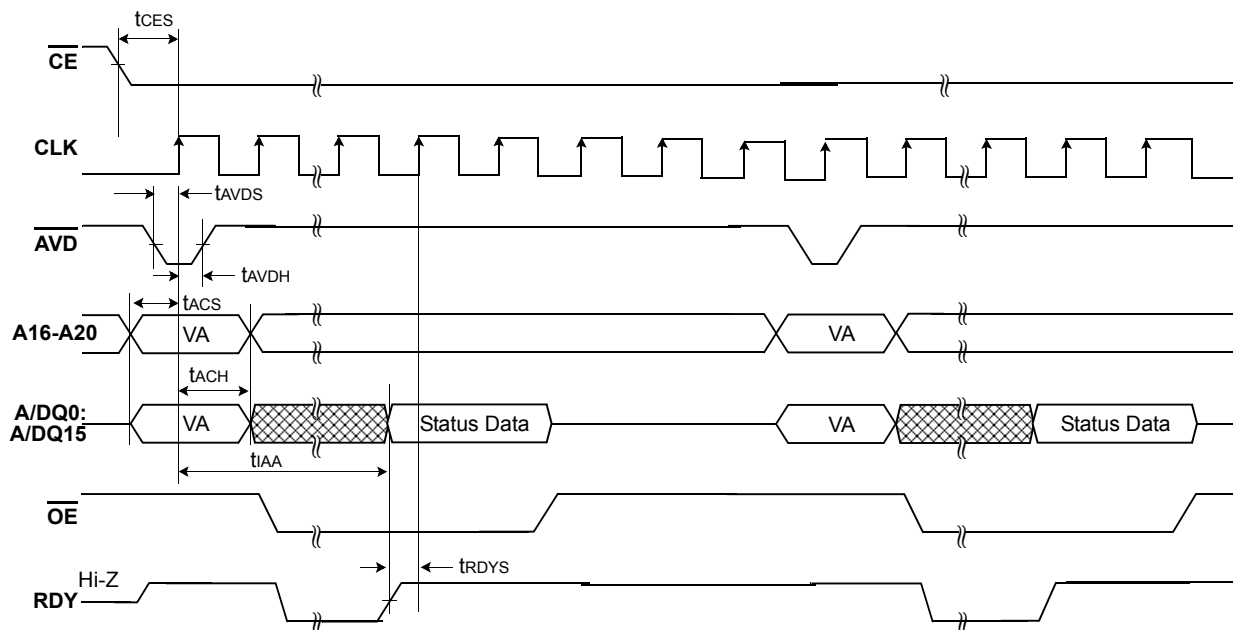 tCES
CE
CLK
tAVDS
AVD
tAVDH
tACS
A16-A20 VA VA
tACH
A/DQ0:
A/DQ15 VA Status Data VA Status Data
tIAA
OE
tRDYS
Hi-Z
RDY